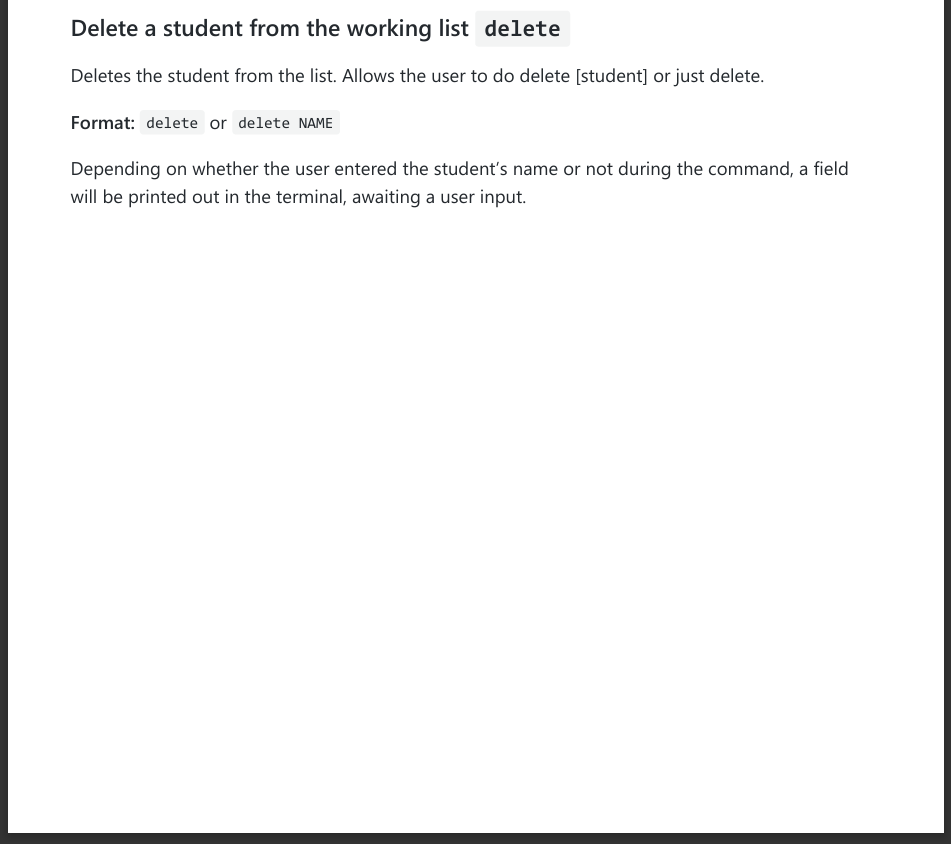 Delete a student from the working list delete
Deletes the student from the list. Allows the user to do delete [student] or just delete.
Format: delete or delete NAME
Depending on whether the user entered the student’s name or not during the command, a field
will be printed out in the terminal, awaiting a user input.